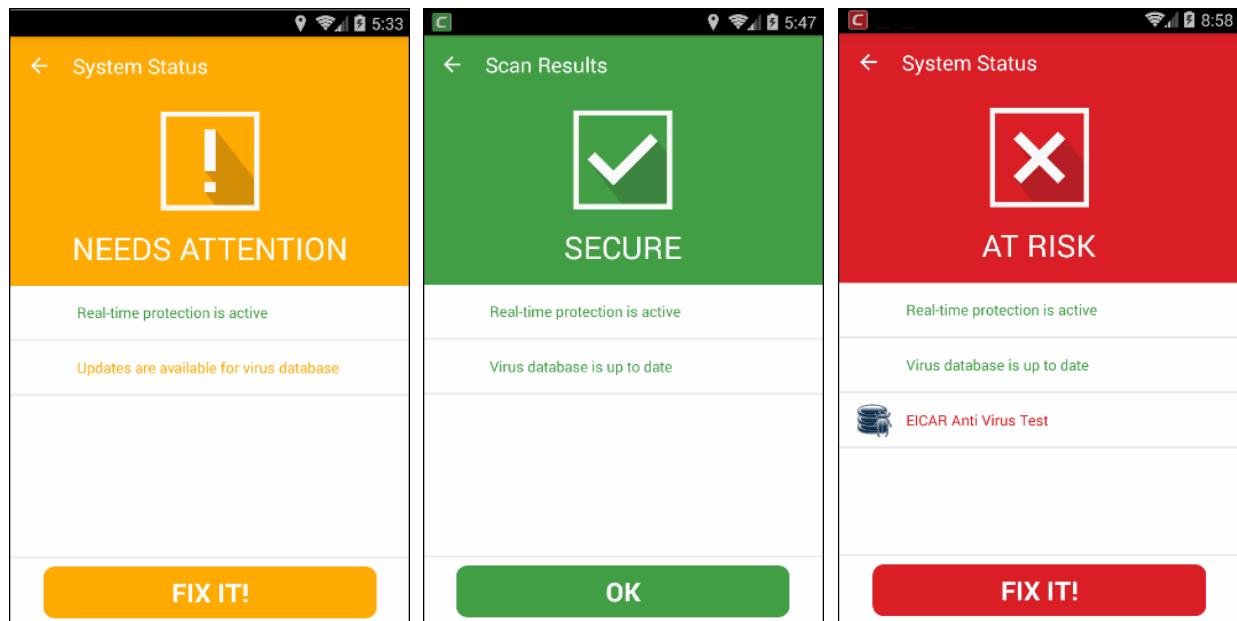 5:33
System Status
!
NEEDS ATTENTION
Real-time protection is active
Updates are available for virus database
FIX IT!
C
5:47
Scan Results
SECURE
Real-time protection is active
Virus database is up to date
OK
C
8:58
System Status
AT RISK
Real-time protection is active
Virus database is up to date
EICAR Anti Virus Test
FIX IT!